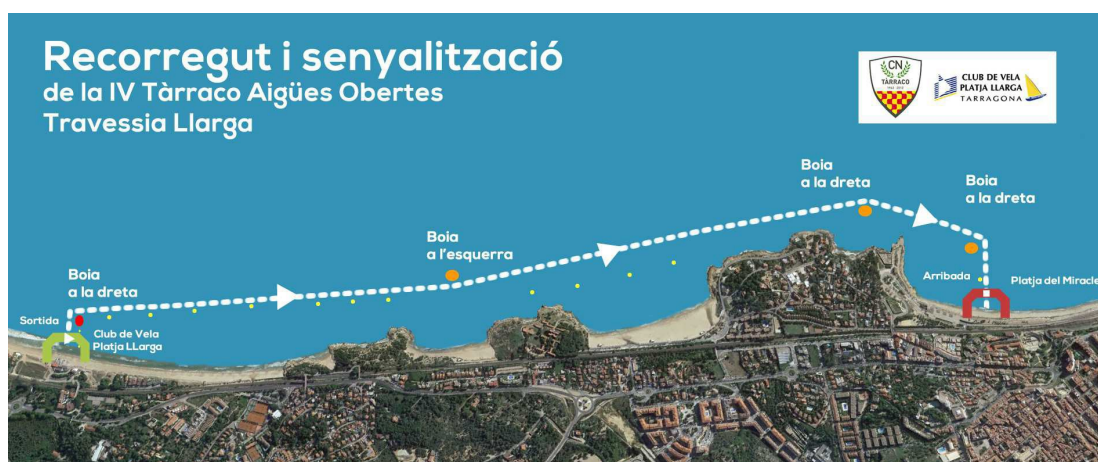 Recorregut i senyalització
de la IV Tàrraco Aigües Obertes
Travessia Llarga
CN
TÀRRACO
CLUB DE VELA
PLATJA LLARGA
TARRAGONA
Boia
a la dreta
Boia
a la dreta
Boia
a l'esquerra
Boia
a la dreta
Arribada
Platja del Miracle
Sortida
Club de Vela
Platja LLarga